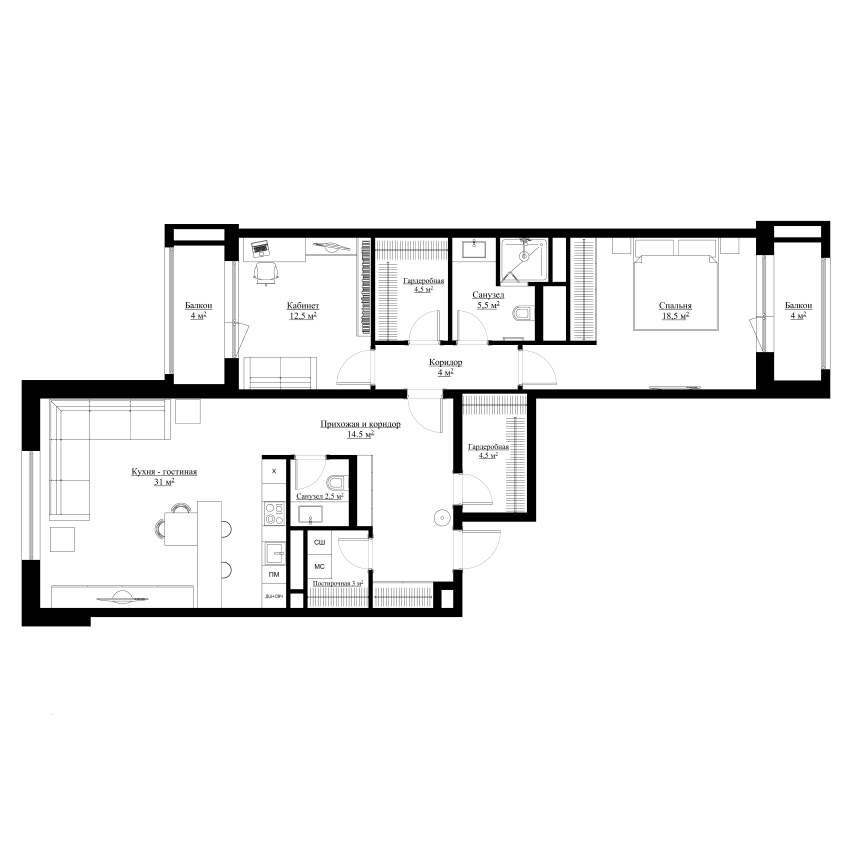 Балкон
4 м²
Кабинет
12,5 м²
Гардеробная
4,5 м²
Санузел
5,5 м²
Спальня
18,5 м²
Балкон
4 м²
Коридор
4 м²
Прихожая и коридор
14.5 м²
Гардеробная
4,5 м²
Кухня - гостиная
31 м²
Х
Санузел 2,5 м²
СШ
МС
ПМ
Постирочная 3 м²
ДШ+СВЧ